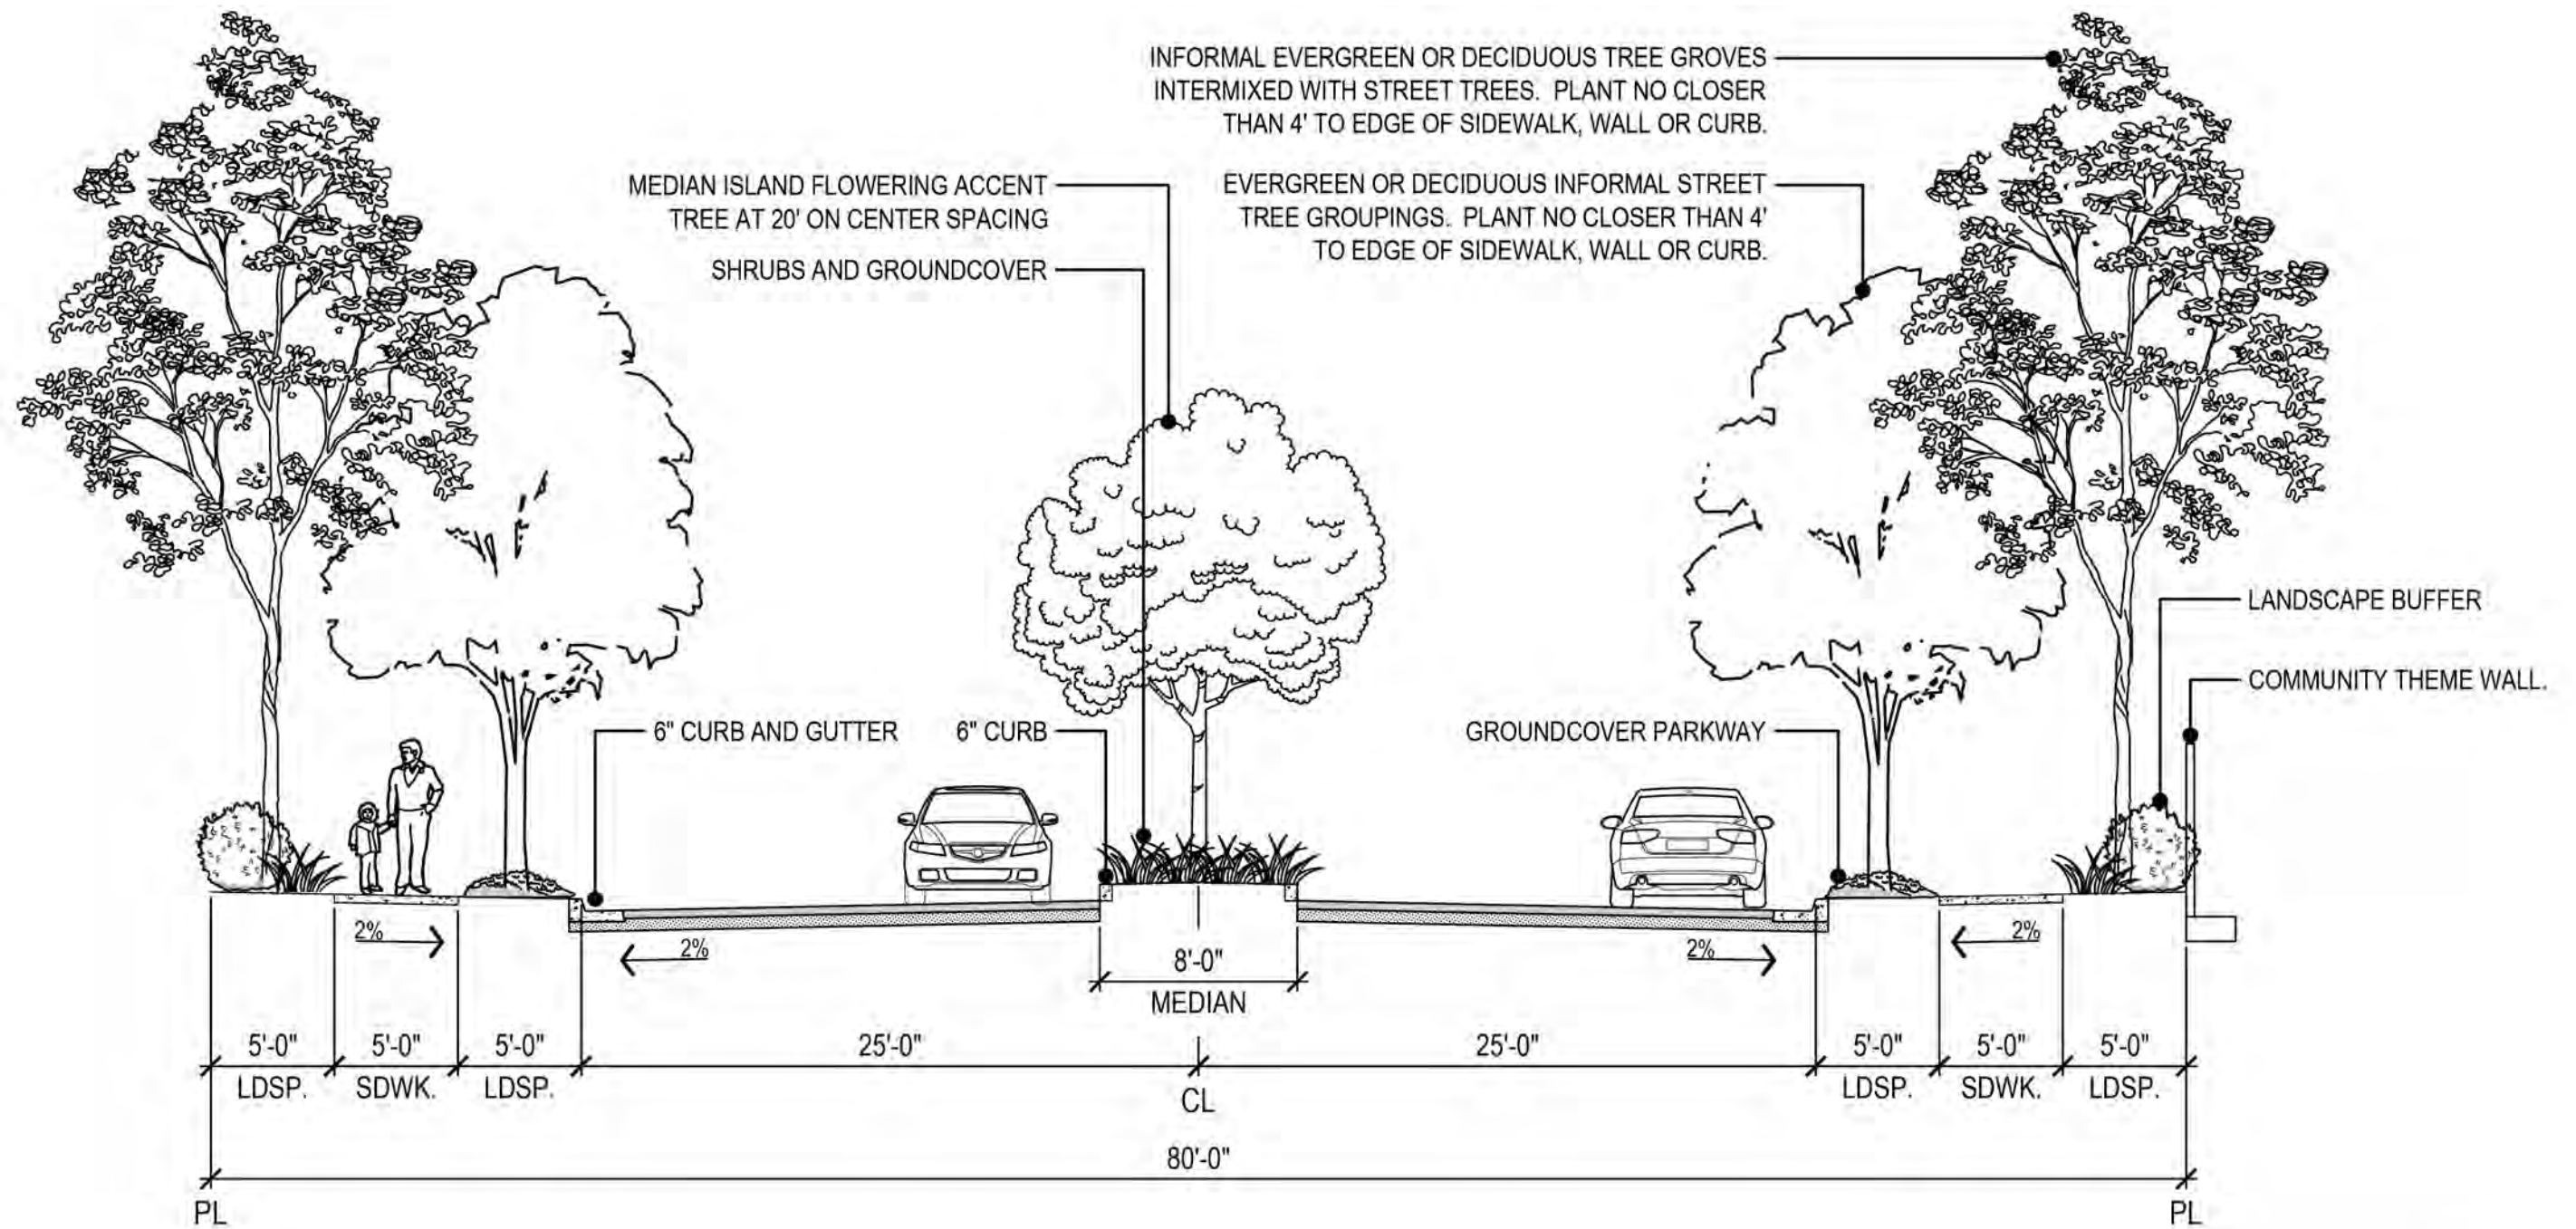 INFORMAL EVERGREEN OR DECIDUOUS TREE GROVES
INTERMIXED WITH STREET TREES. PLANT NO CLOSER
THAN 4' TO EDGE OF SIDEWALK, WALL OR CURB.
MEDIAN ISLAND FLOWERING ACCENT
TREE AT 20' ON CENTER SPACING
EVERGREEN OR DECIDUOUS INFORMAL STREET
TREE GROUPINGS. PLANT NO CLOSER THAN 4'
TO EDGE OF SIDEWALK, WALL OR CURB.
SHRUBS AND GROUNDCOVER
LANDSCAPE BUFFER
COMMUNITY THEME WALL.
6" CURB AND GUTTER
6" CURB
GROUNDCOVER PARKWAY
2%
2%
2%
2%
8'-0"
MEDIAN
5'-0"
5'-0"
5'-0"
25'-0"
25'-0"
5'-0"
5'-0"
5'-0"
LDSP.
SDWK.
LDSP.
CL
LDSP.
SDWK.
LDSP.
80'-0"
PL
PL